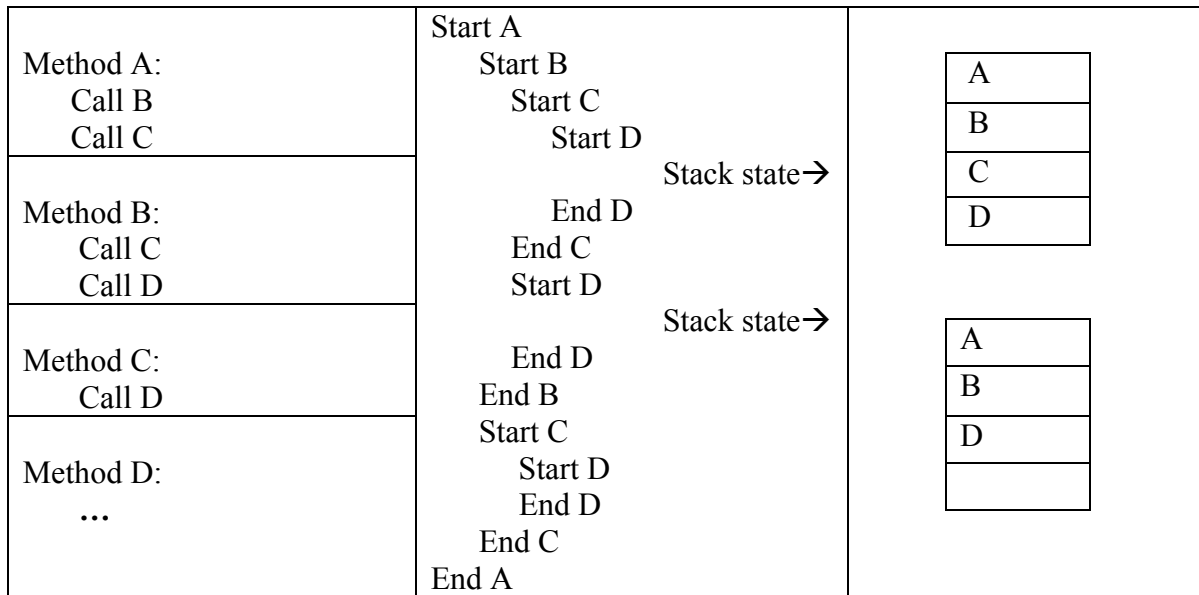 Method A:
Call B
Call C
Method B:
Call C
Call D
Method C:
Call D
Method D:
...
Start A
Start B
Start C
Start D
Stack state→
End D
End C
Start D
Stack state→
End D
End B
Start C
Start D
End D
End C
End A
A
B
C
D
A
B
D